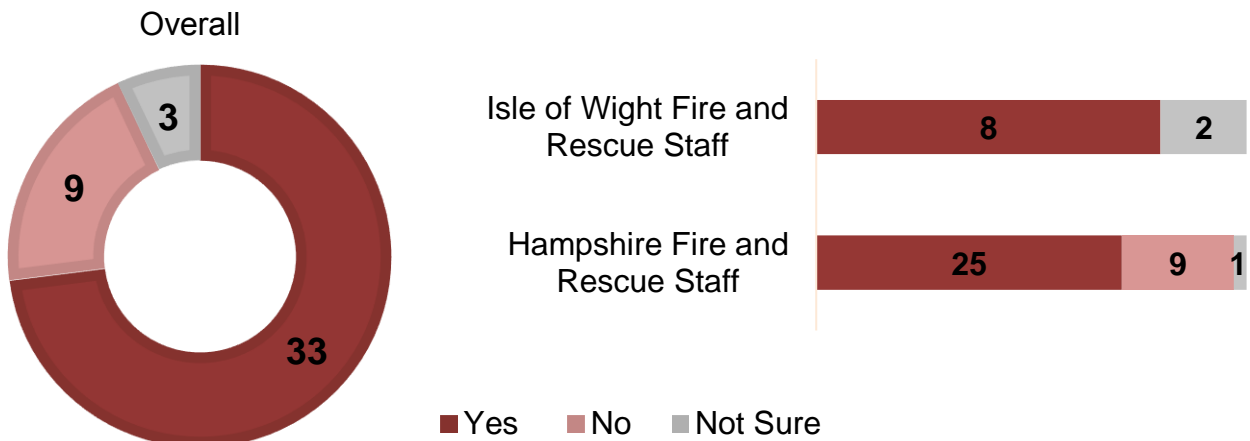 Overall
3
9
33
Isle of Wight Fire and
Rescue Staff
8 2
Hampshire Fire and
Rescue Staff
25 9 1
Yes No Not Sure